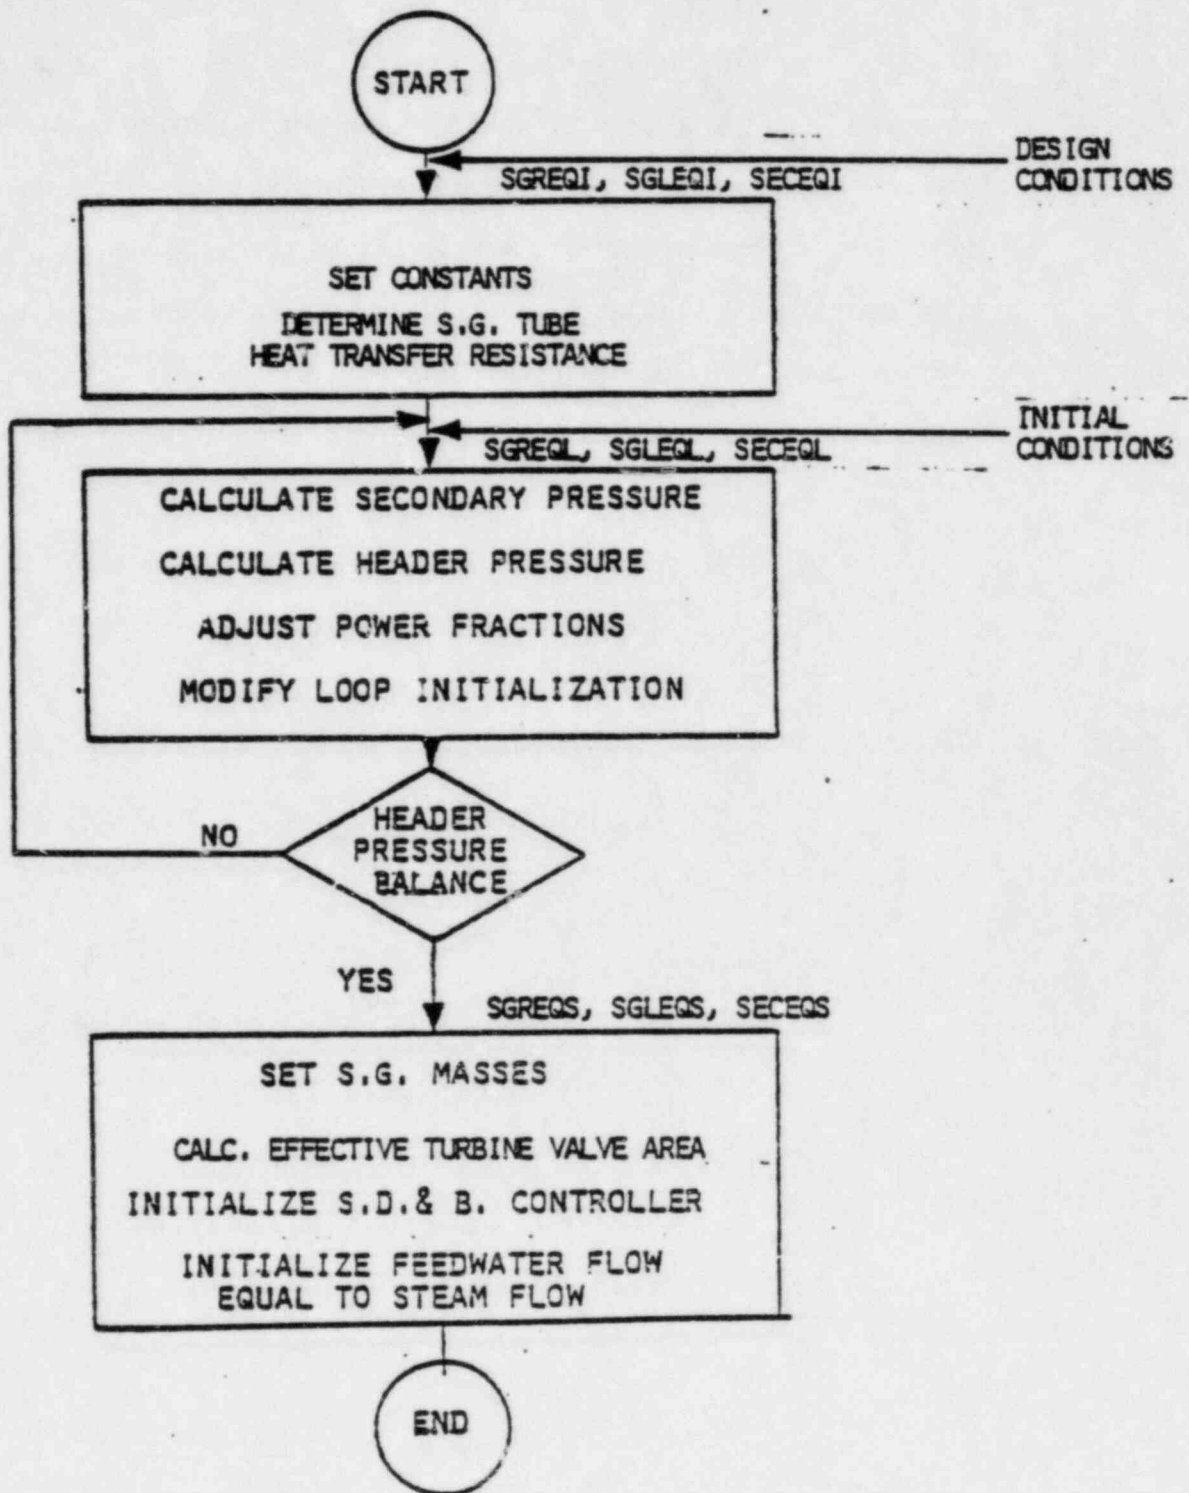 START
DESIGN
CONDITIONS
SGREQI, SGLEQI, SECEQI
SET CONSTANTS
DETERMINE S.G. TUBE
HEAT TRANSFER RESISTANCE
INITIAL
CONDITIONS
SGREQL, SGLEQL, SECEQL
CALCULATE SECONDARY PRESSURE
CALCULATE HEADER PRESSURE
ADJUST POWER FRACTIONS
MODIFY LOOP INITIALIZATION
NO
HEADER
PRESSURE
BALANCE
YES
SGREQS, SGLEQS, SECEQS
SET S.G. MASSES
CALC. EFFECTIVE TURBINE VALVE AREA
INITIALIZE S.D.& B. CONTROLLER
INITIALIZE FEEDWATER FLOW
EQUAL TO STEAM FLOW
END